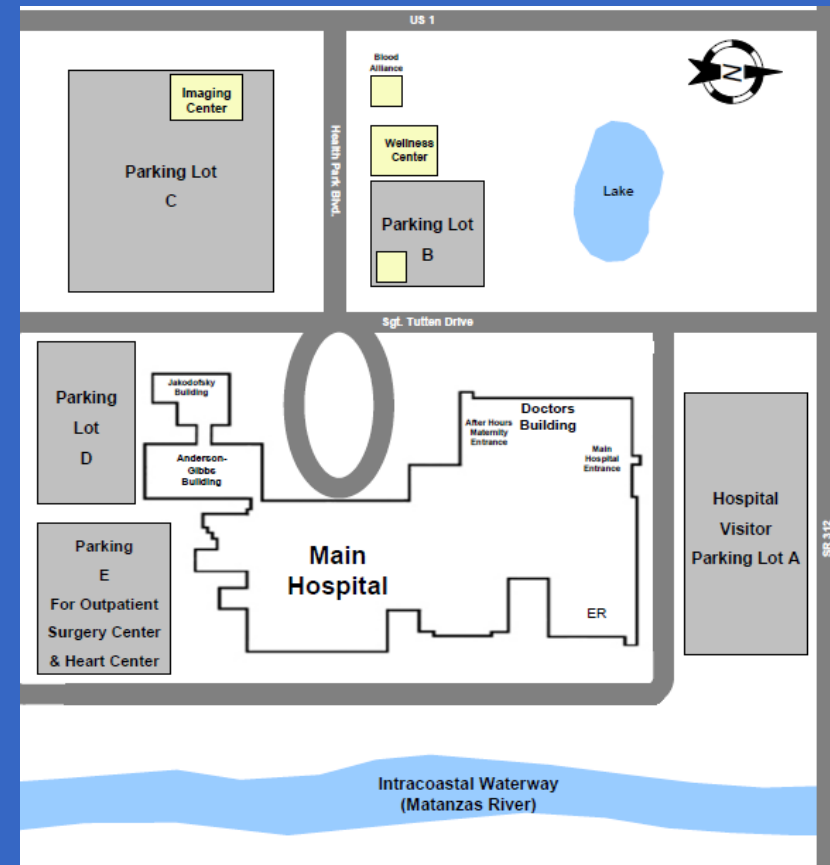 US 1
Blood
Alliance
N
Imaging
Center
Health Park Blvd.
Wellness
Center
Parking Lot
C
Lake
Parking Lot
B
Sgt. Tutten Drive
Jakodofsky
Building
Parking
Lot
D
Doctors
Building
After Hours
Maternity
Entrance
Main
Hospital
Entrance
Anderson-
Gibbs
Building
Hospital
Visitor
Parking Lot A
SR 312
Parking
E
For Outpatient
Surgery Center
& Heart Center
Main
Hospital
ER
Intracoastal Waterway
(Matanzas River)